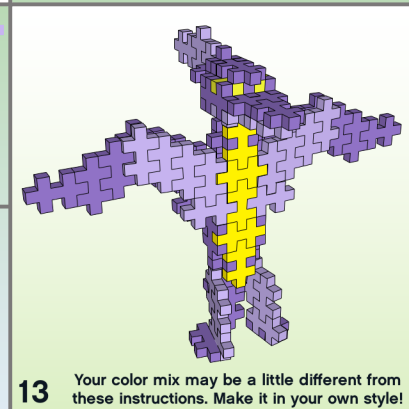 13
Your color mix may be a little different from
these instructions. Make it in your own style!